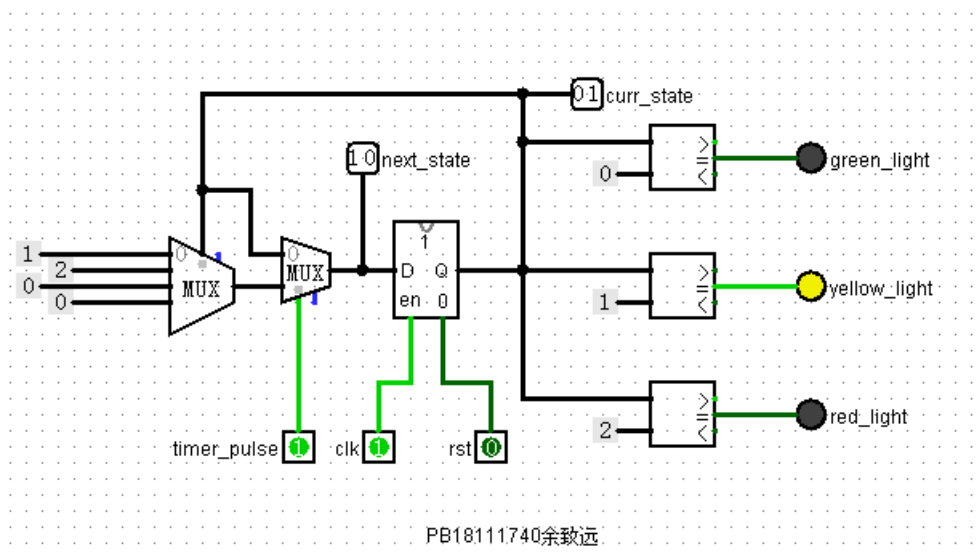 01 curr_state
10 next_state
0 green_light
1 0 0
2 MUX MUX 1
0 D Q
0 en 0
1 yellow_light
timer_pulse 1 clk 1 rst 0
2 red_light
PB18111740余致远